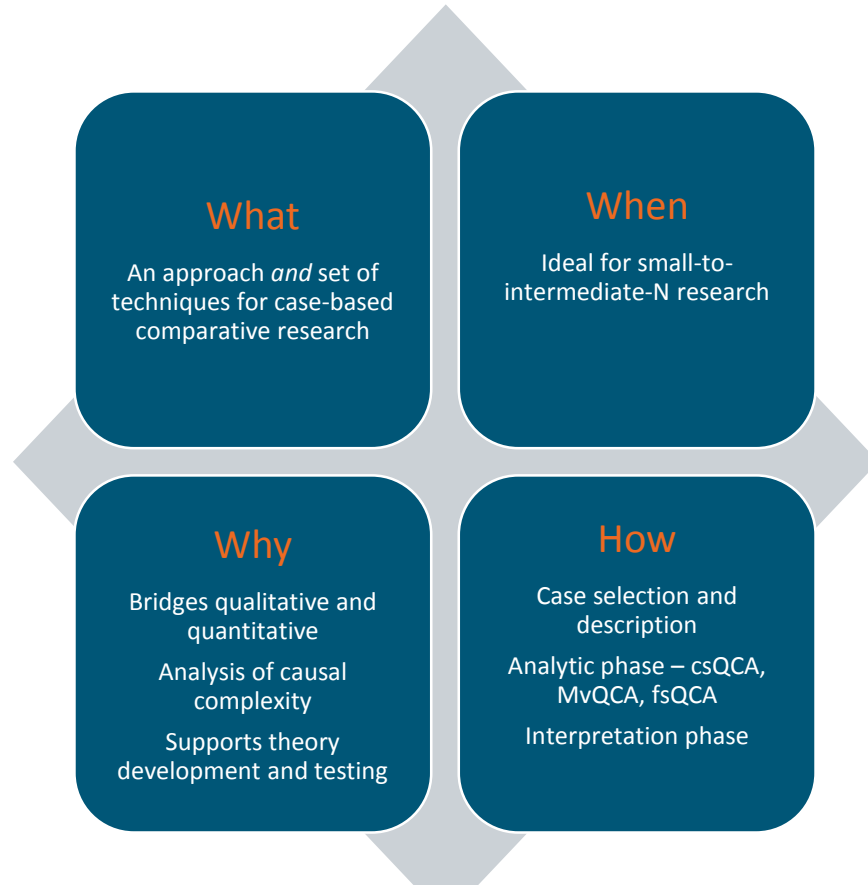 What
An approach and set of
techniques for case-based
comparative research
When
Ideal for small-to-
intermediate-N research
Why
Bridges qualitative and
quantitative
Analysis of causal
complexity
Supports theory
development and testing
How
Case selection and
description
Analytic phase – csQCA,
MvQCA, fsQCA
Interpretation phase